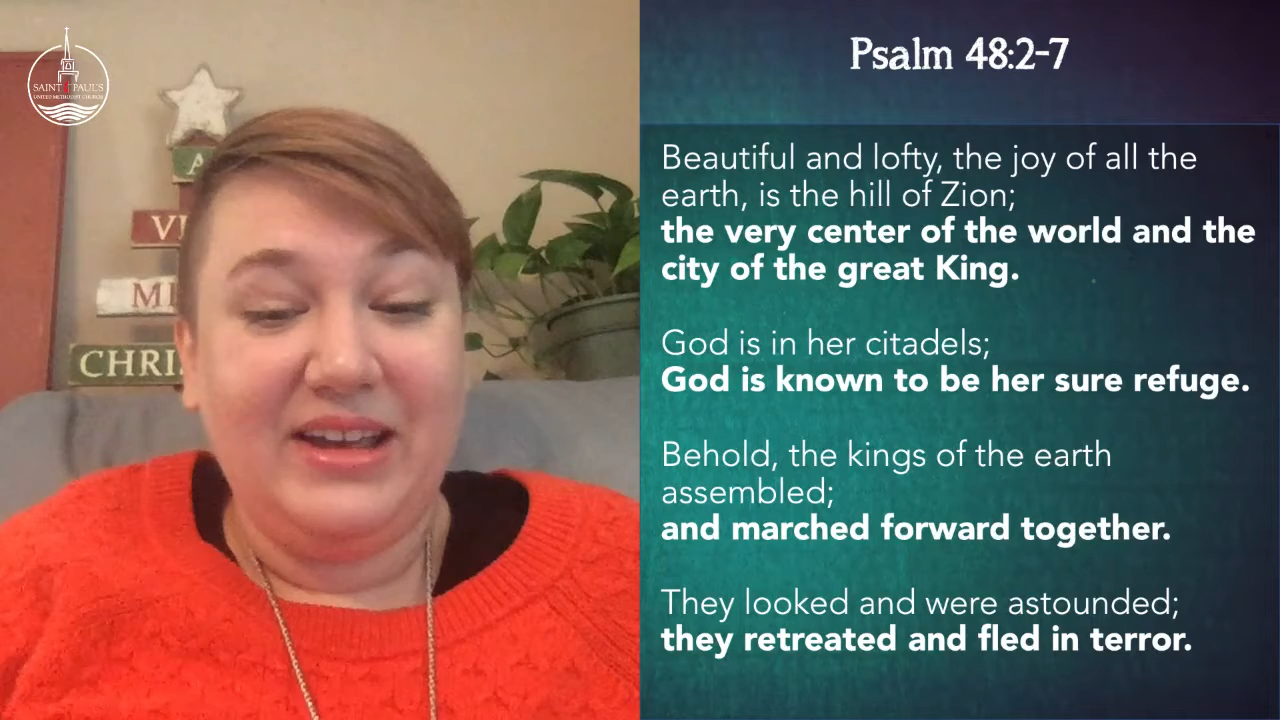 SAINT PAUL'S
UNITED METHODIST CHURCH
A
VI
MI
CHRI
Psalm 48:2-7
Beautiful and lofty, the joy of all the
earth, is the hill of Zion;
the very center of the world and the
city of the great King.
God is in her citadels;
God is known to be her sure refuge.
Behold, the kings of the earth
assembled;
and marched forward together.
They looked and were astounded;
they retreated and fled in terror.